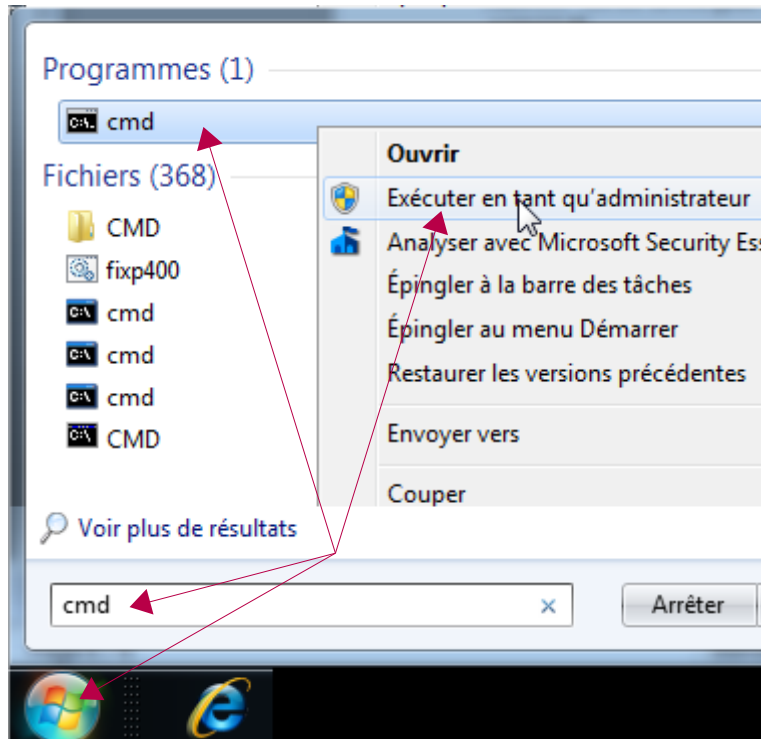 Programmes (1)
cmd
Ouvrir
Fichiers (368)
Exécuter en tant qu'administrateur
CMD
Analyser avec Microsoft Security Ess
fixp400
Épingler à la barre des tâches
cmd
Épingler au menu Démarrer
cmd
Restaurer les versions précédentes
cmd
CMD
Envoyer vers
Couper
Voir plus de résultats
cmd
Arrêter